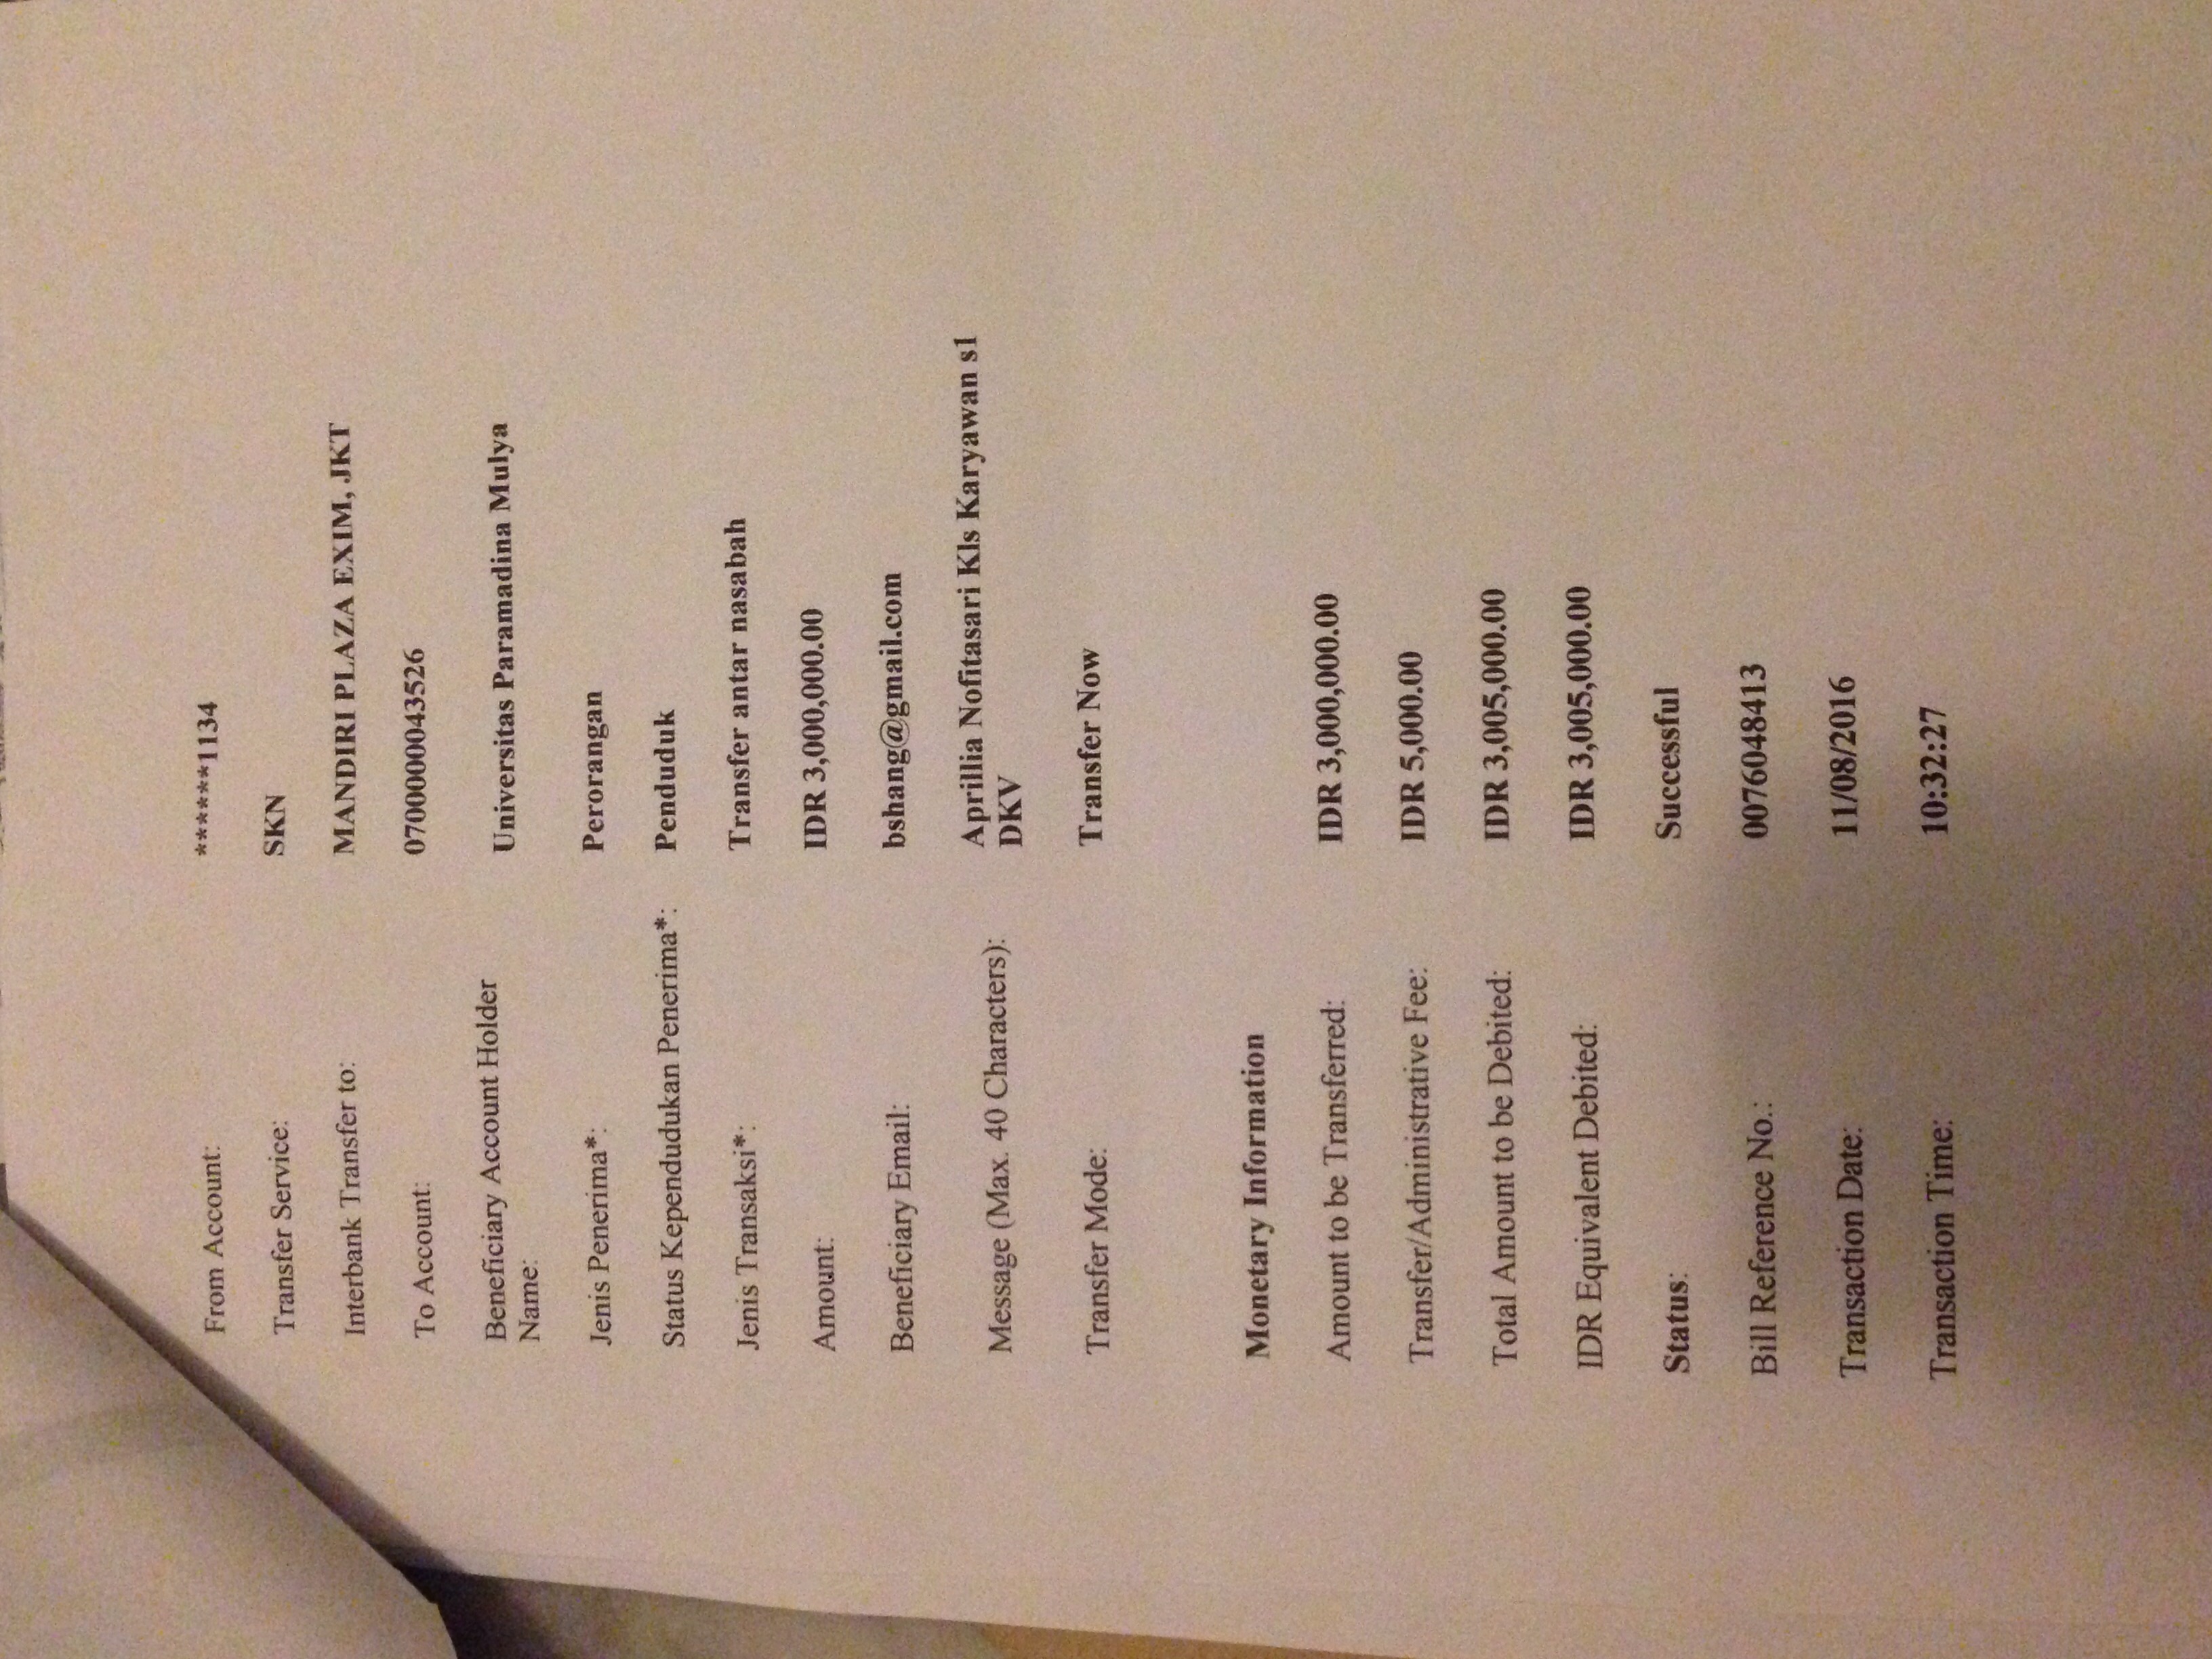 From Account: ******1134
Transfer Service: SKN
Interbank Transfer to: MANDIRI PLAZA EXIM, JKT
To Account: 0700000043526
Beneficiary Account Holder
Name: Universitas Paramadina Mulya
Jenis Penerima*: Perorangan
Status Kependudukan Penerima*: Penduduk
Jenis Transaksi*: Transfer antar nasabah
Amount: IDR 3,000,000.00
Beneficiary Email: bshang@gmail.com
Message (Max. 40 Characters): Aprillia Nofitasari Kls Karyawan s1
DKV
Transfer Mode: Transfer Now
Monetary Information
Amount to be Transferred: IDR 3,000,000.00
Transfer/Administrative Fee: IDR 5,000.00
Total Amount to be Debited: IDR 3,005,000.00
IDR Equivalent Debited: IDR 3,005,000.00
Status: Successful
Bill Reference No.: 0076048413
Transaction Date: 11/08/2016
Transaction Time: 10:32:27